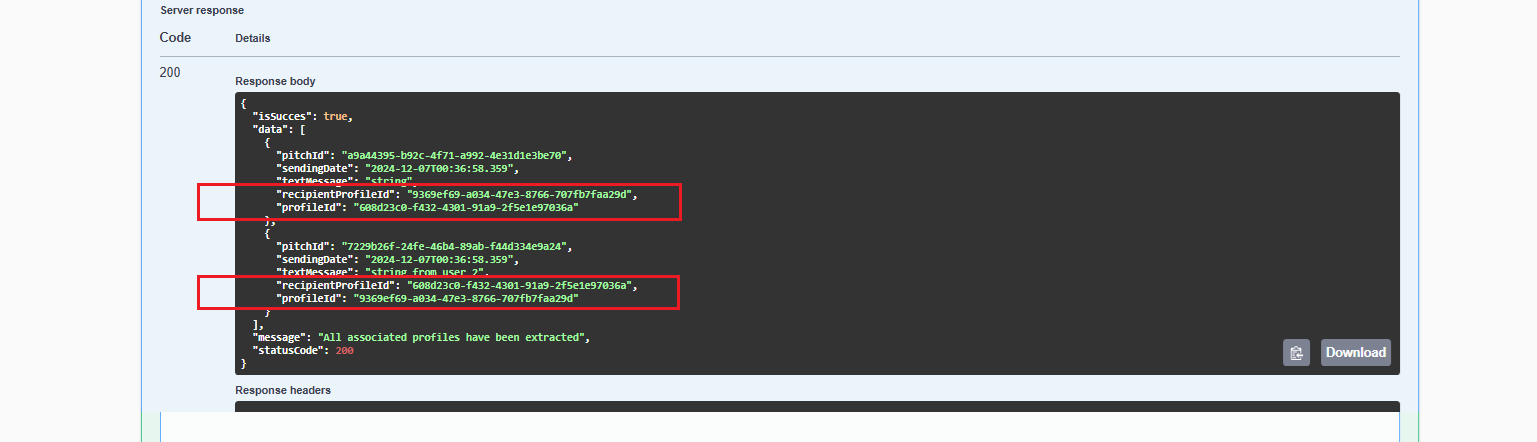 Server response
Code Details
200
Response body
{
"isSucces": true,
"data": [
{
"pitchId": "a9a44395-b92c-4f71-a992-4e31d1e3be70",
"sendingDate": "2024-12-07T00:36:58.359",
"textMessage": "string",
"recipientProfileId": "9369ef69-a034-47e3-8766-707fb7faa29d",
"profileId": "608d23c0-f432-4301-91a9-2f5e1e97036a"
},
{
"pitchId": "7229b26f-24fe-46b4-89ab-f44d334e9a24",
"sendingDate": "2024-12-07T00:36:58.359",
"textMessage": "string from user 2",
"recipientProfileId": "608d23c0-f432-4301-91a9-2f5e1e97036a",
"profileId": "9369ef69-a034-47e3-8766-707fb7faa29d"
}
],
"message": "All associated profiles have been extracted",
"statusCode": 200
}
Download
Response headers